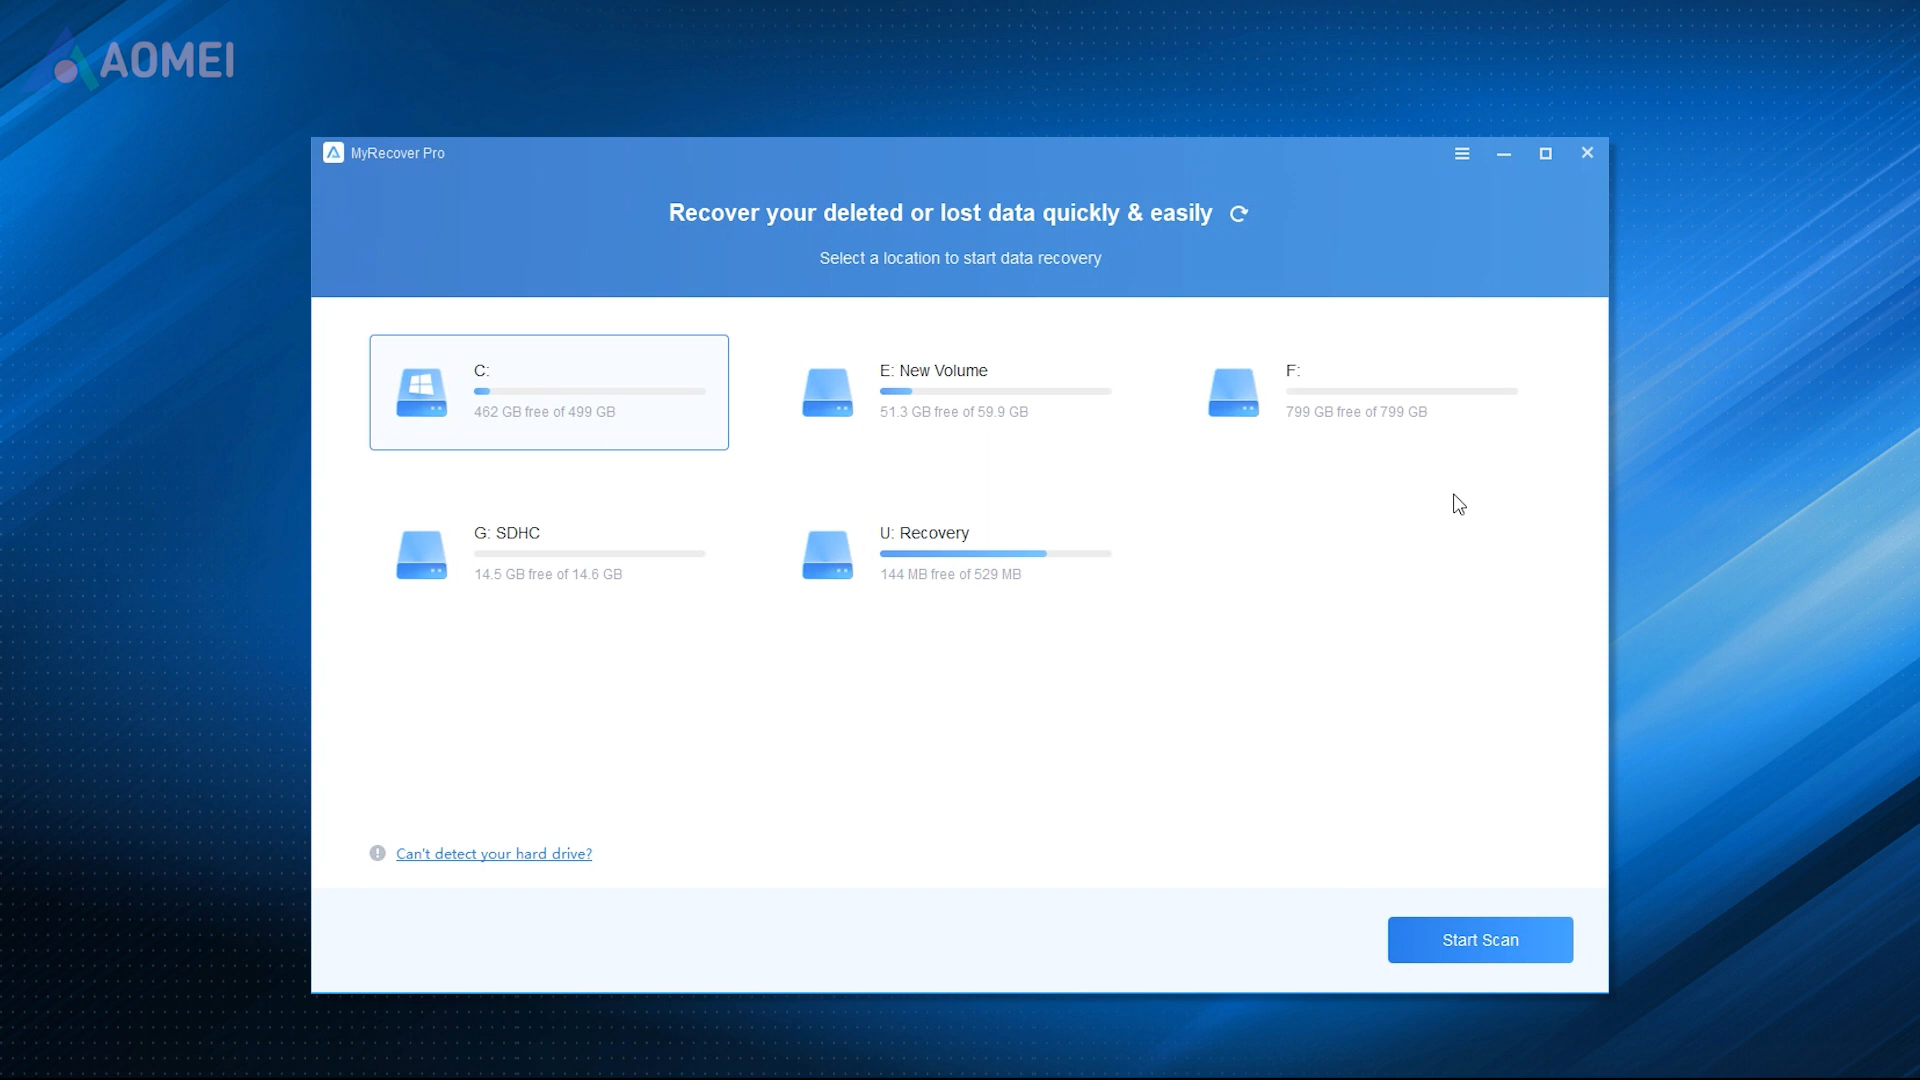 AOMEI
MyRecover Pro
Recover your deleted or lost data quickly & easily
Select a location to start data recovery
C:
462 GB free of 499 GB
E: New Volume
51.3 GB free of 59.9 GB
F:
799 GB free of 799 GB
G: SDHC
14.5 GB free of 14.6 GB
U: Recovery
144 MB free of 529 MB
Can't detect your hard drive?
Start Scan